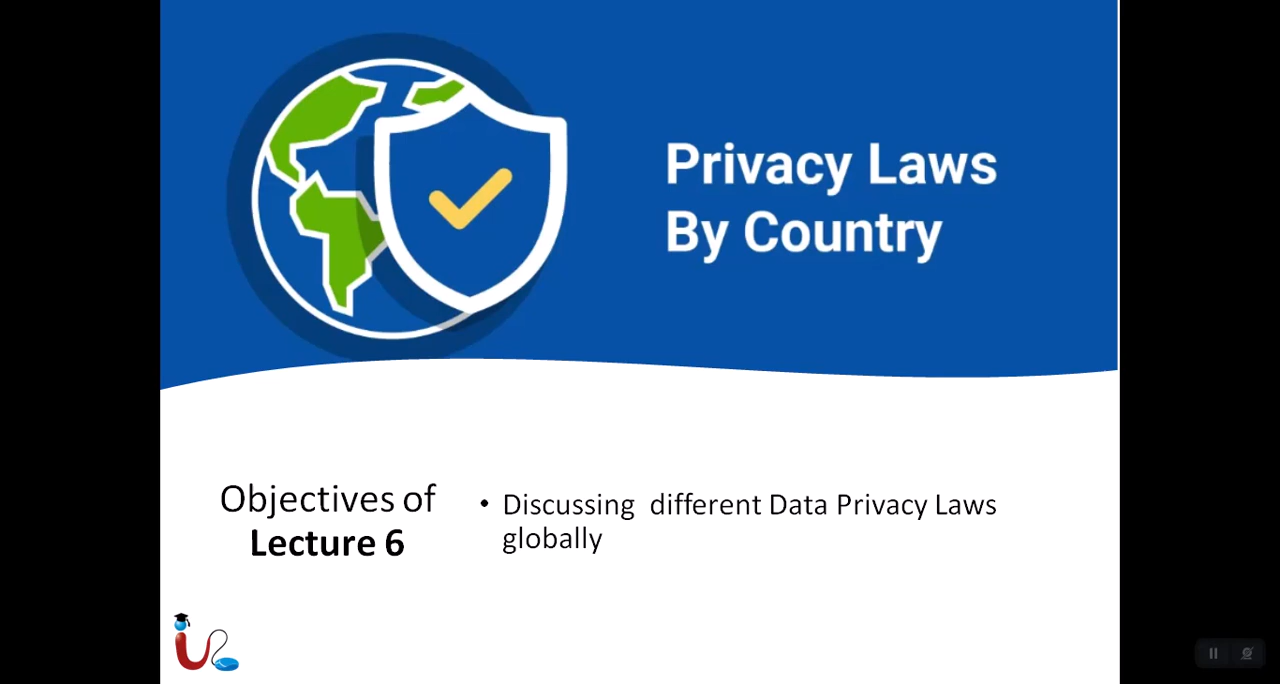 Privacy Laws
By Country
Objectives of
Lecture 6
• Discussing  different Data Privacy Laws
globally